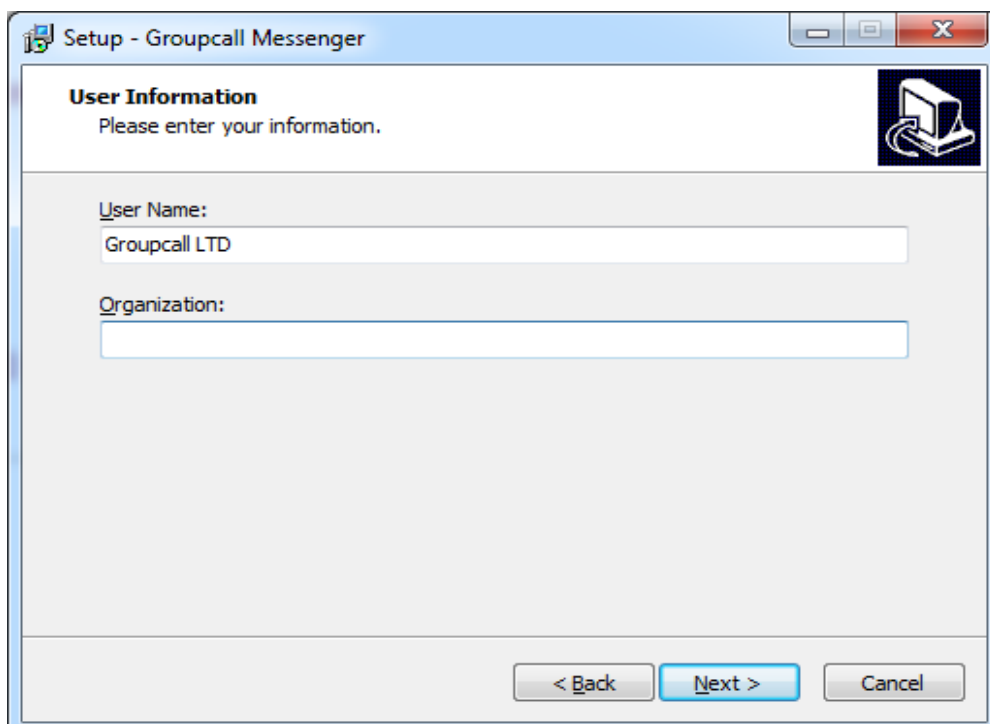 Setup - Groupcall Messenger
User Information
Please enter your information.
User Name:
Groupcall LTD
Organization:
< Back
Next >
Cancel